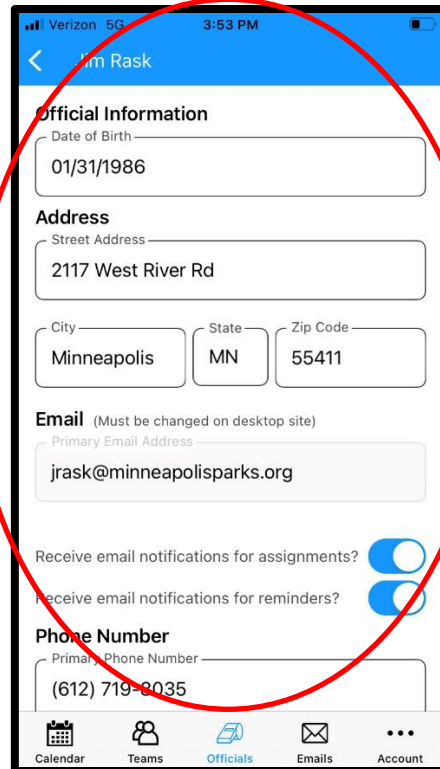 Verizon 5G 3:53 PM
Jim Rask
Official Information
Date of Birth
01/31/1986
Address
Street Address
2117 West River Rd
City State Zip Code
Minneapolis MN 55411
Email (Must be changed on desktop site)
Primary Email Address
jrask@minneapolisparks.org
Receive email notifications for assignments?
Receive email notifications for reminders?
Phone Number
Primary Phone Number
(612) 719-8035
Calendar Teams Officials Emails Account